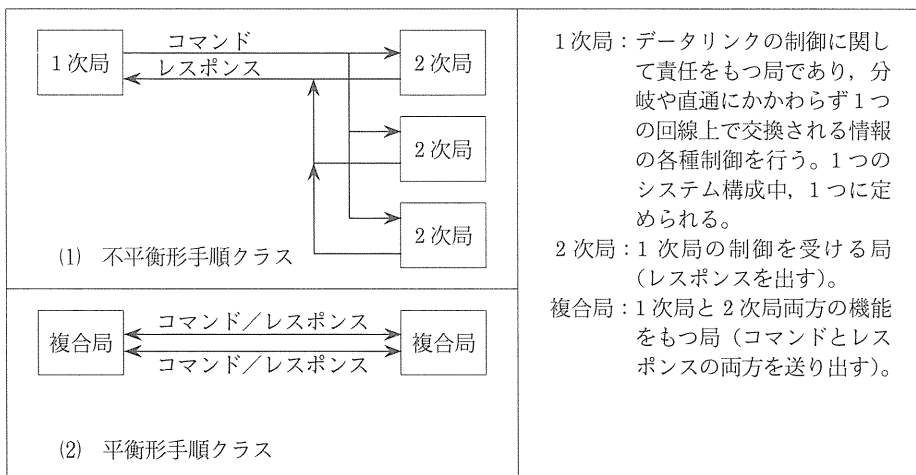 コマンド
1次局
レスポンス
2次局
2次局
2次局
(1) 不平衡形手順クラス
複合局
コマンド/レスポンス
コマンド/レスポンス
複合局
(2) 平衡形手順クラス
1次局:データリンクの制御に関し
て責任をもつ局であり,分
岐や直通にかかわらず1つ
の回線上で交換される情報
の各種制御を行う。1つの
システム構成中,1つに定
められる。
2次局:1次局の制御を受ける局
(レスポンスを出す)。
複合局:1次局と2次局両方の機能
をもつ局(コマンドとレス
ポンスの両方を送り出す)。